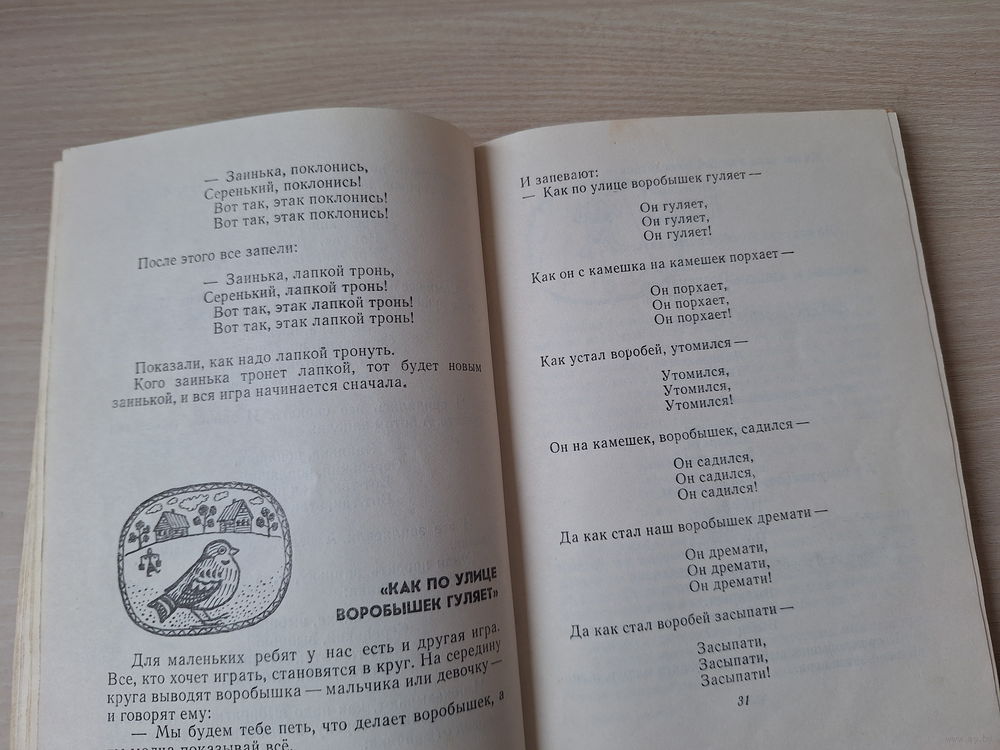 — Заинька, поклонись,
Серенький, поклонись!
Вот так, этак поклонись!
Вот так, этак поклонись!
После этого все запели:
— Заинька, лапкой тронь,
Серенький, лапкой тронь!
Вот так, этак лапкой тронь!
Вот так, этак лапкой тронь!
Показали, как надо лапкой тронуть.
Кого заинька тронет лапкой, тот будет новым
заинькой, и вся игра начинается сначала.
«КАК ПО УЛИЦЕ
ВОРОБЫШЕК ГУЛЯЕТ»
Для маленьких ребят у нас есть и другая игра.
Все, кто хочет играть, становятся в круг. На середину
круга выводят воробышка — мальчика или девочку —
и говорят ему:
— Мы будем тебе петь, что делает воробышек, а
молча показывай всё.
И запевают:
— Как по улице воробышек гуляет —
Он гуляет,
Он гуляет,
Он гуляет!
Как он с камешка на камешек порхает —
Он порхает,
Он порхает,
Он порхает!
Как устал воробей, утомился —
Утомился,
Утомился,
Утомился!
Он на камешек, воробышек, садился —
Он садился,
Он садился,
Он садился!
Да как стал наш воробышек дремати —
Он дремати,
Он дремати,
Он дремати!
Да как стал воробей засыпати —
Засыпати,
Засыпати,
Засыпати!
31